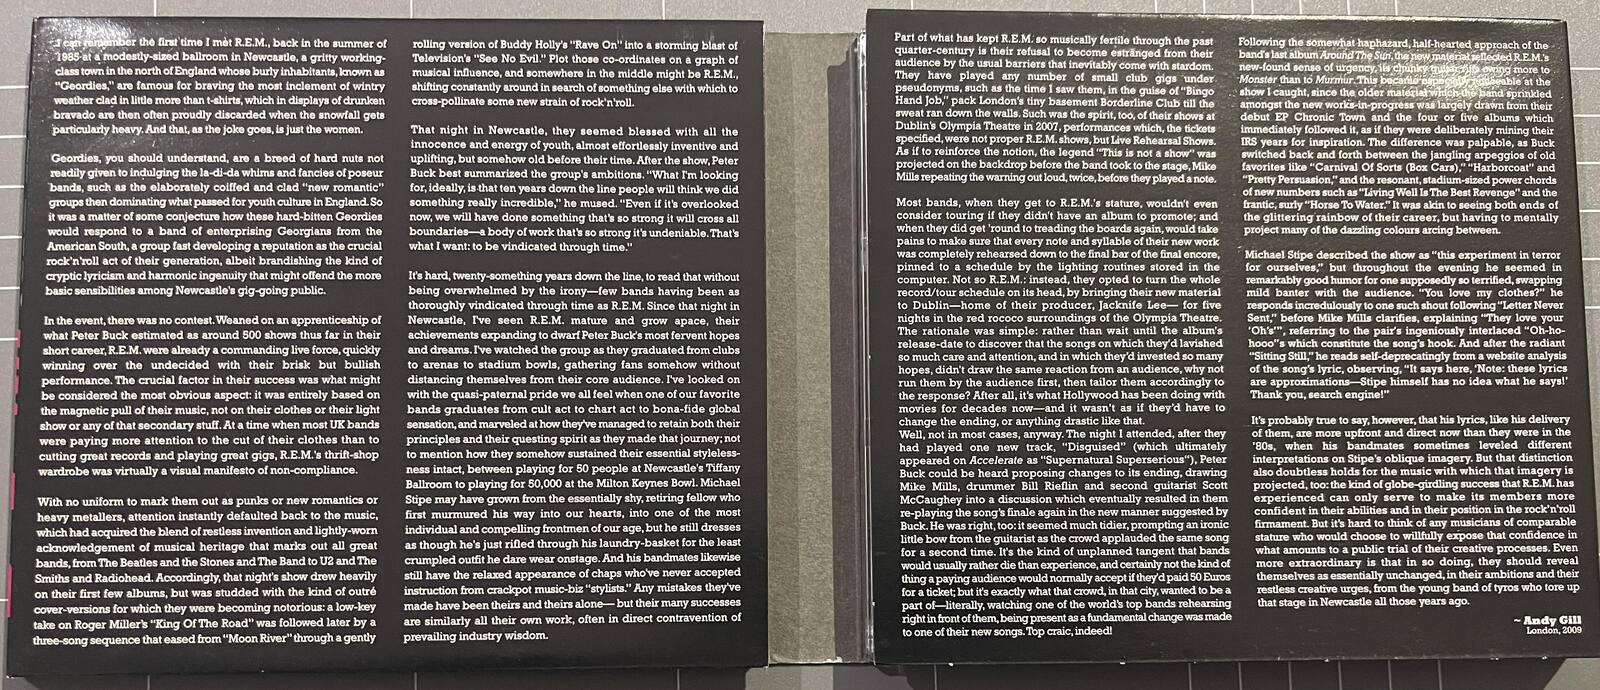 I can remember the first time I met R.E.M., back in the summer of
1985 at a modestly-sized ballroom in Newcastle, a gritty working-
class town in the north of England whose burly inhabitants, known as
"Geordies," are famous for braving the most inclement of wintry
weather clad in little more than t-shirts, which in displays of drunken
bravado are then often proudly discarded when the snowfall gets
particularly heavy. And that, as the joke goes, is just the women.
Geordies, you should understand, are a breed of hard nuts not
readily given to indulging the la-di-da whims and fancies of poseur
bands, such as the elaborately coiffed and clad "new romantic"
groups then dominating what passed for youth culture in England. So
it was a matter of some conjecture how these hard-bitten Geordies
would respond to a band of enterprising Georgians from the
American South, a group fast developing a reputation as the crucial
rock'n'roll act of their generation, albeit brandishing the kind of
cryptic lyricism and harmonic ingenuity that might offend the more
basic sensibilities among Newcastle's gig-going public.
In the event, there was no contest. Weaned on an apprenticeship of
what Peter Buck estimated as around 500 shows thus far in their
short career, R.E.M. were already a commanding live force, quickly
winning over the undecided with their brisk but bullish
performance. The crucial factor in their success was what might
be considered the most obvious aspect: it was entirely based on
the magnetic pull of their music, not on their clothes or their light
show or any of that secondary stuff. At a time when most UK bands
were paying more attention to the cut of their clothes than to
cutting great records and playing great gigs, R.E.M.'s thrift-shop
wardrobe was virtually a visual manifesto of non-compliance.
With no uniform to mark them out as punks or new romantics or
heavy metallers, attention instantly defaulted back to the music,
which had acquired the blend of restless invention and lightly-worn
acknowledgement of musical heritage that marks out all great
bands, from The Beatles and the Stones and The Band to U2 and The
Smiths and Radiohead. Accordingly, that night's show drew heavily
on their first few albums, but was studded with the kind of outré
cover-versions for which they were becoming notorious: a low-key
take on Roger Miller's "King Of The Road" was followed later by a
three-song sequence that eased from "Moon River" through a gently
rolling version of Buddy Holly's "Rave On" into a storming blast of
Television's "See No Evil." Plot those co-ordinates on a graph of
musical influence, and somewhere in the middle might be R.E.M.,
shifting constantly around in search of something else with which to
cross-pollinate some new strain of rock'n'roll.
That night in Newcastle, they seemed blessed with all the
innocence and energy of youth, almost effortlessly inventive and
uplifting, but somehow old before their time. After the show, Peter
Buck best summarized the group's ambitions. "What I'm looking
for, ideally, is that ten years down the line people will think we did
something really incredible," he mused. "Even if it's overlooked
now, we will have done something that's so strong it will cross all
boundaries—a body of work that's so strong it's undeniable. That's
what I want: to be vindicated through time."
It's hard, twenty-something years down the line, to read that without
being overwhelmed by the irony—few bands having been as
thoroughly vindicated through time as R.E.M. Since that night in
Newcastle, I've seen R.E.M. mature and grow apace, their
achievements expanding to dwarf Peter Buck's most fervent hopes
and dreams. I've watched the group as they graduated from clubs
to arenas to stadium bowls, gathering fans somehow without
distancing themselves from their core audience. I've looked on
with the quasi-paternal pride we all feel when one of our favorite
bands graduates from cult act to chart act to bona-fide global
sensation, and marveled at how they've managed to retain both their
principles and their questing spirit as they made that journey; not
to mention how they somehow sustained their essential styleless-
ness intact, between playing for 50 people at Newcastle's Tiffany
Ballroom to playing for 50,000 at the Milton Keynes Bowl. Michael
Stipe may have grown from the essentially shy, retiring fellow who
first murmured his way into our hearts, into one of the most
individual and compelling frontmen of our age, but he still dresses
as though he's just rifled through his laundry-basket for the least
crumpled outfit he dare wear onstage. And his bandmates likewise
still have the relaxed appearance of chaps who've never accepted
instruction from crackpot music-biz "stylists." Any mistakes they've
made have been theirs and theirs alone— but their many successes
are similarly all their own work, often in direct contravention of
prevailing industry wisdom.
Part of what has kept R.E.M. so musically fertile through the past
quarter-century is their refusal to become estranged from their
audience by the usual barriers that inevitably come with stardom.
They have played any number of small club gigs under
pseudonyms, such as the time I saw them, in the guise of "Bingo
Hand Job," pack London's tiny basement Borderline Club till the
sweat ran down the walls. Such was the spirit, too, of their shows at
Dublin's Olympia Theatre in 2007, performances which, the tickets
specified, were not proper R.E.M. shows, but Live Rehearsal Shows.
As if to reinforce the notion, the legend "This is not a show" was
projected on the backdrop before the band took to the stage, Mike
Mills repeating the warning out loud, twice, before they played a note.
Most bands, when they get to R.E.M.'s stature, wouldn't even
consider touring if they didn't have an album to promote; and
when they did get 'round to treading the boards again, would take
pains to make sure that every note and syllable of their new work
was completely rehearsed down to the final bar of the final encore,
pinned to a schedule by the lighting routines stored in the
computer. Not so R.E.M.: instead, they opted to turn the whole
record/tour schedule on its head, by bringing their new material
to Dublin—home of their producer, Jacknife Lee— for five
nights in the red rococo surroundings of the Olympia Theatre.
The rationale was simple: rather than wait until the album's
release-date to discover that the songs on which they'd lavished
so much care and attention, and in which they'd invested so many
hopes, didn't draw the same reaction from an audience, why not
run them by the audience first, then tailor them accordingly to
the response? After all, it's what Hollywood has been doing with
movies for decades now—and it wasn't as if they'd have to
change the ending, or anything drastic like that.
Well, not in most cases, anyway. The night I attended, after they
had played one new track, "Disguised" (which ultimately
appeared on Accelerate as "Supernatural Superserious"), Peter
Buck could be heard proposing changes to its ending, drawing
Mike Mills, drummer Bill Rieflin and second guitarist Scott
McCaughey into a discussion which eventually resulted in them
re-playing the song's finale again in the new manner suggested by
Buck. He was right, too: it seemed much tidier, prompting an ironic
little bow from the guitarist as the crowd applauded the same song
for a second time. It's the kind of unplanned tangent that bands
would usually rather die than experience, and certainly not the kind of
thing a paying audience would normally accept if they'd paid 50 Euros
for a ticket; but it's exactly what that crowd, in that city, wanted to be a
part of—literally, watching one of the world's top bands rehearsing
right in front of them, being present as a fundamental change was made
to one of their new songs. Top craic, indeed!
Following the somewhat haphazard, half-hearted approach of the
band's last album Around The Sun, the new material reflected R.E.M.'s
new-found sense of urgency, its chunky guitar riffs owing more to
Monster than to Murmur. This became especially noticeable at the
show I caught, since the older material which the band sprinkled
amongst the new works-in-progress was largely drawn from their
debut EP Chronic Town and the four or five albums which
immediately followed it, as if they were deliberately mining their
IRS years for inspiration. The difference was palpable, as Buck
switched back and forth between the jangling arpeggios of old
favorites like "Carnival Of Sorts (Box Cars)," "Harborcoat" and
"Pretty Persuasion," and the resonant, stadium-sized power chords
of new numbers such as "Living Well Is The Best Revenge" and the
frantic, surly "Horse To Water." It was akin to seeing both ends of
the glittering rainbow of their career, but having to mentally
project many of the dazzling colours arcing between.
Michael Stipe described the show as "this experiment in terror
for ourselves," but throughout the evening he seemed in
remarkably good humor for one supposedly so terrified, swapping
mild banter with the audience. "You love my clothes?" he
responds incredulously to one such shout following "Letter Never
Sent," before Mike Mills clarifies, explaining "They love your
'Oh's'", referring to the pair's ingeniously interlaced "Oh-ho-
hooo"s which constitute the song's hook. And after the radiant
"Sitting Still," he reads self-deprecatingly from a website analysis
of the song's lyric, observing, "It says here, 'Note: these lyrics
are approximations—Stipe himself has no idea what he says!'
Thank you, search engine!"
It's probably true to say, however, that his lyrics, like his delivery
of them, are more upfront and direct now than they were in the
'80s, when his bandmates sometimes leveled different
interpretations on Stipe's oblique imagery. But that distinction
also doubtless holds for the music with which that imagery is
projected, too: the kind of globe-girdling success that R.E.M. has
experienced can only serve to make its members more
confident in their abilities and in their position in the rock'n'roll
firmament. But it's hard to think of any musicians of comparable
stature who would choose to willfully expose that confidence in
what amounts to a public trial of their creative processes. Even
more extraordinary is that in so doing, they should reveal
themselves as essentially unchanged, in their ambitions and their
restless creative urges, from the young band of tyros who tore up
that stage in Newcastle all those years ago.
~ Andy Gill
London, 2009